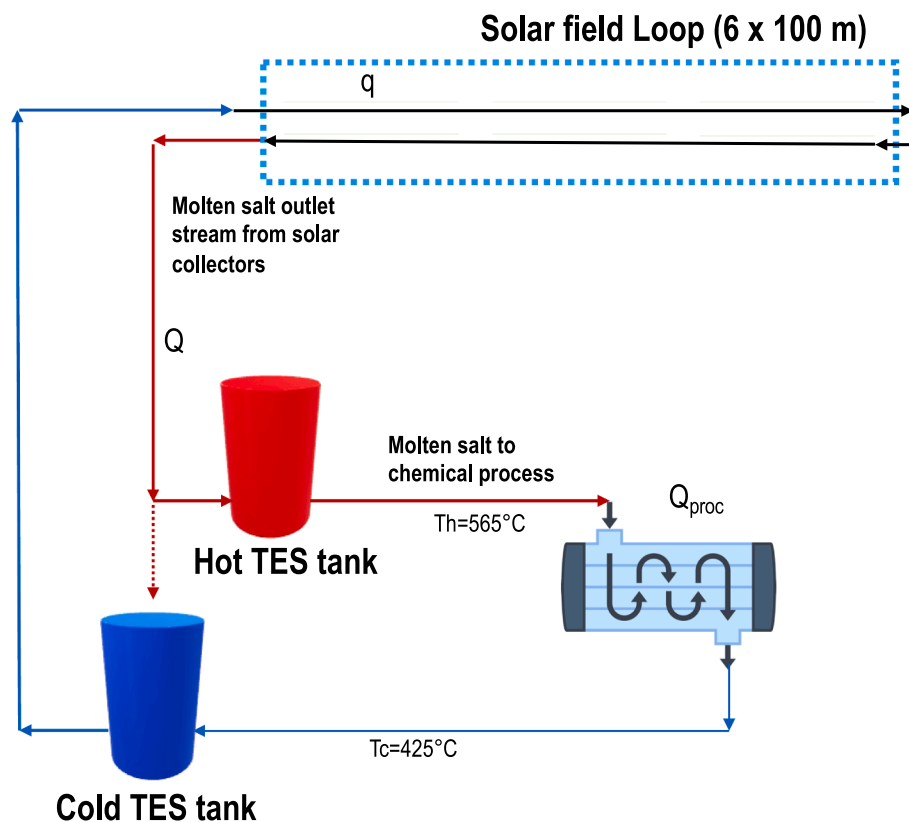 Solar field Loop (6 x 100 m)
q
Molten salt outlet
stream from solar
collectors
Q
Molten salt to
chemical process
Th=565°C
Qproc
Hot TES tank
Tc=425°C
Cold TES tank